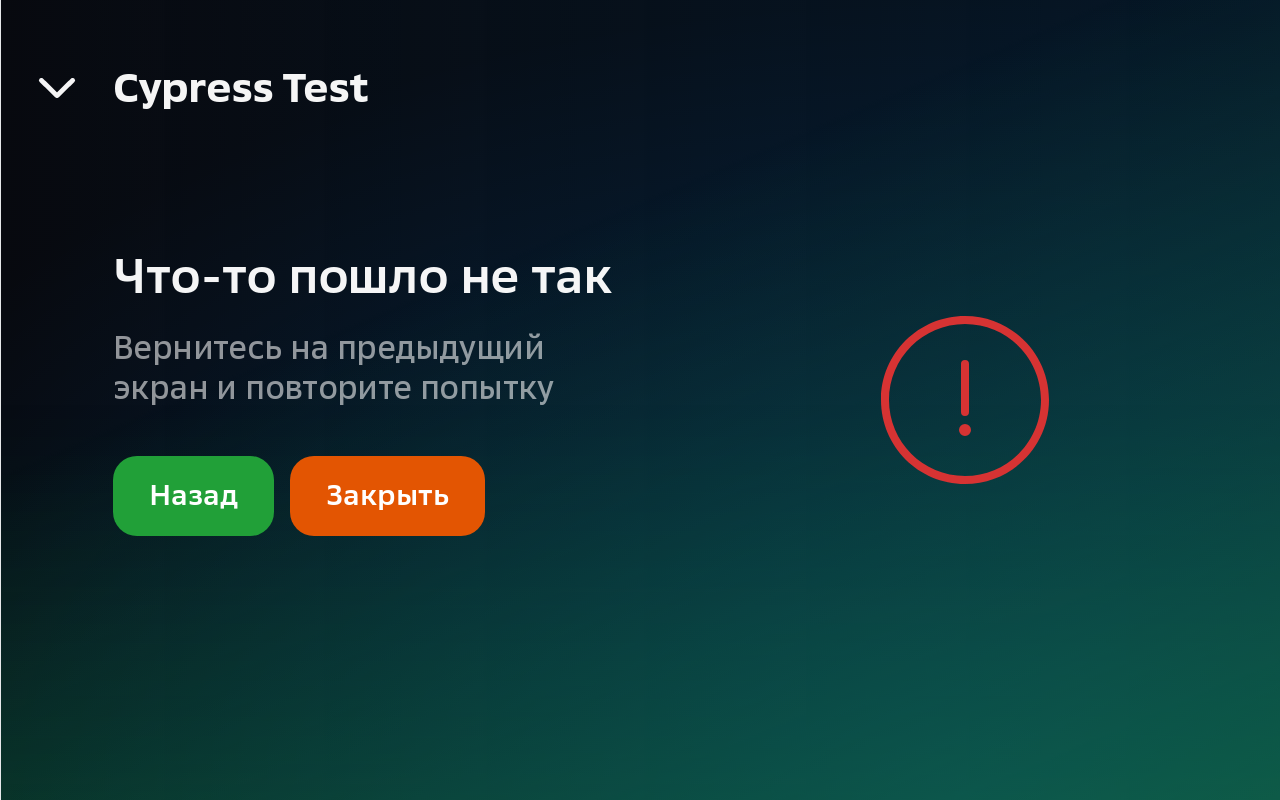 Cypress Test
Что-то пошло не так
Вернитесь на предыдущий
экран и повторите попытку
Назад
Закрыть